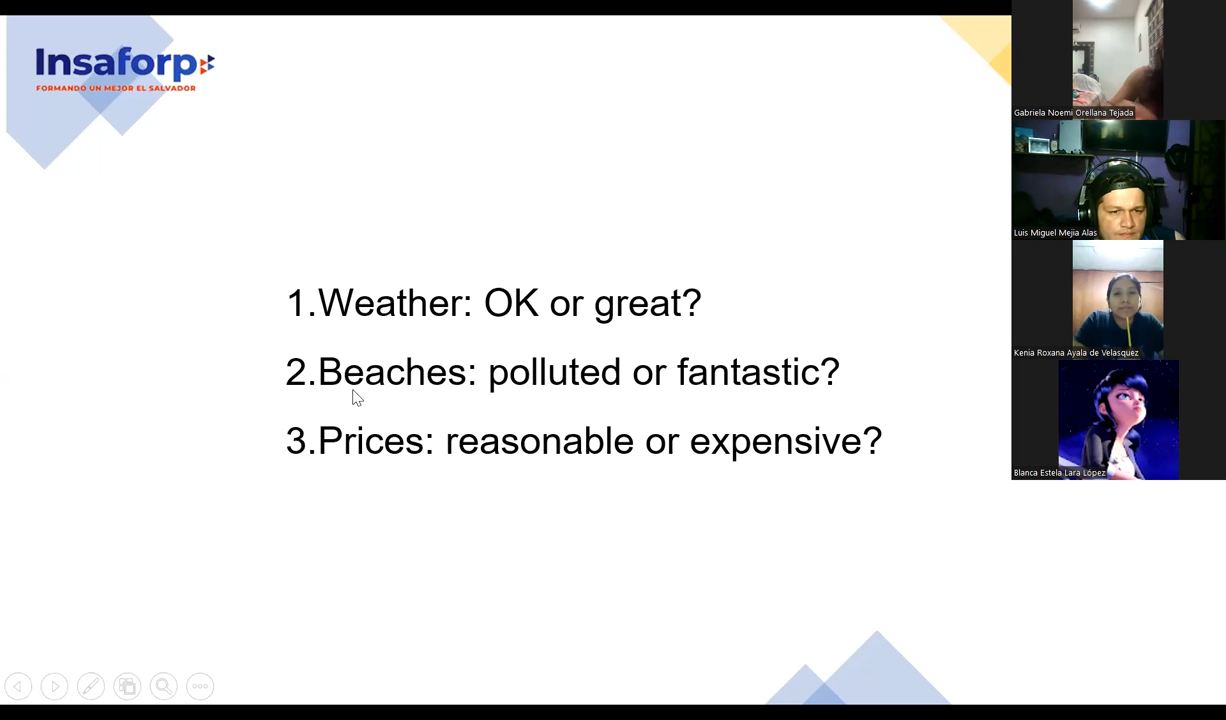 Insaforp
FORMANDO UN MEJOR EL SALVADOR
1.Weather: OK or great?
2.Beaches: polluted or fantastic?
3.Prices: reasonable or expensive?
Gabriela Noemi Orellana Tejada
Luis Miguel Mejia Alas
Kenia Roxana Ayala de Velasquez
Blanca Estela Lara López